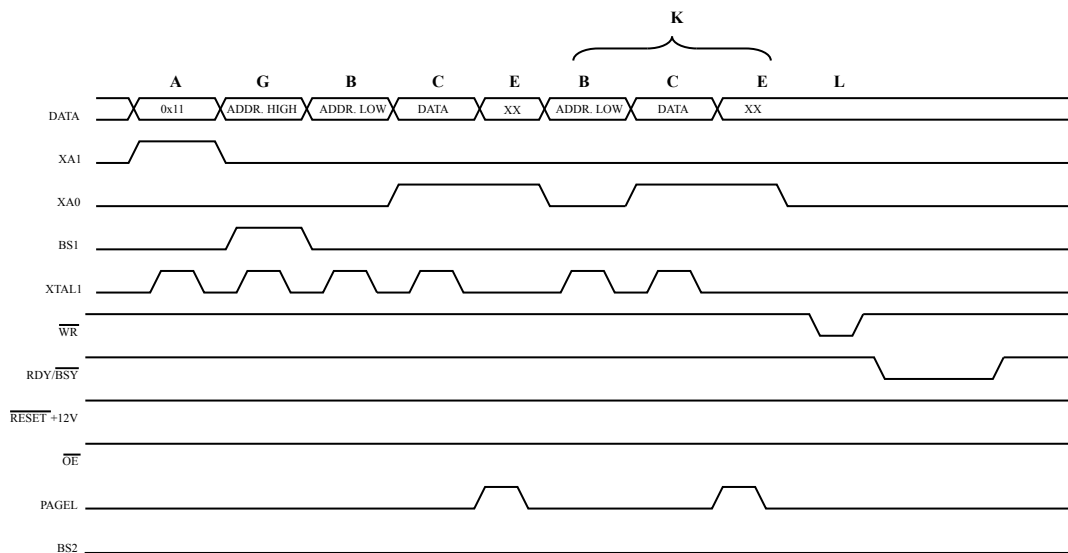 K
A G B C E B C E L
DATA 0x11 ADDR. HIGH ADDR. LOW DATA XX ADDR. LOW DATA XX
XA1
XA0
BS1
XTAL1
WR
RDY/BSY
RESET +12V
OE
PAGEL
BS2